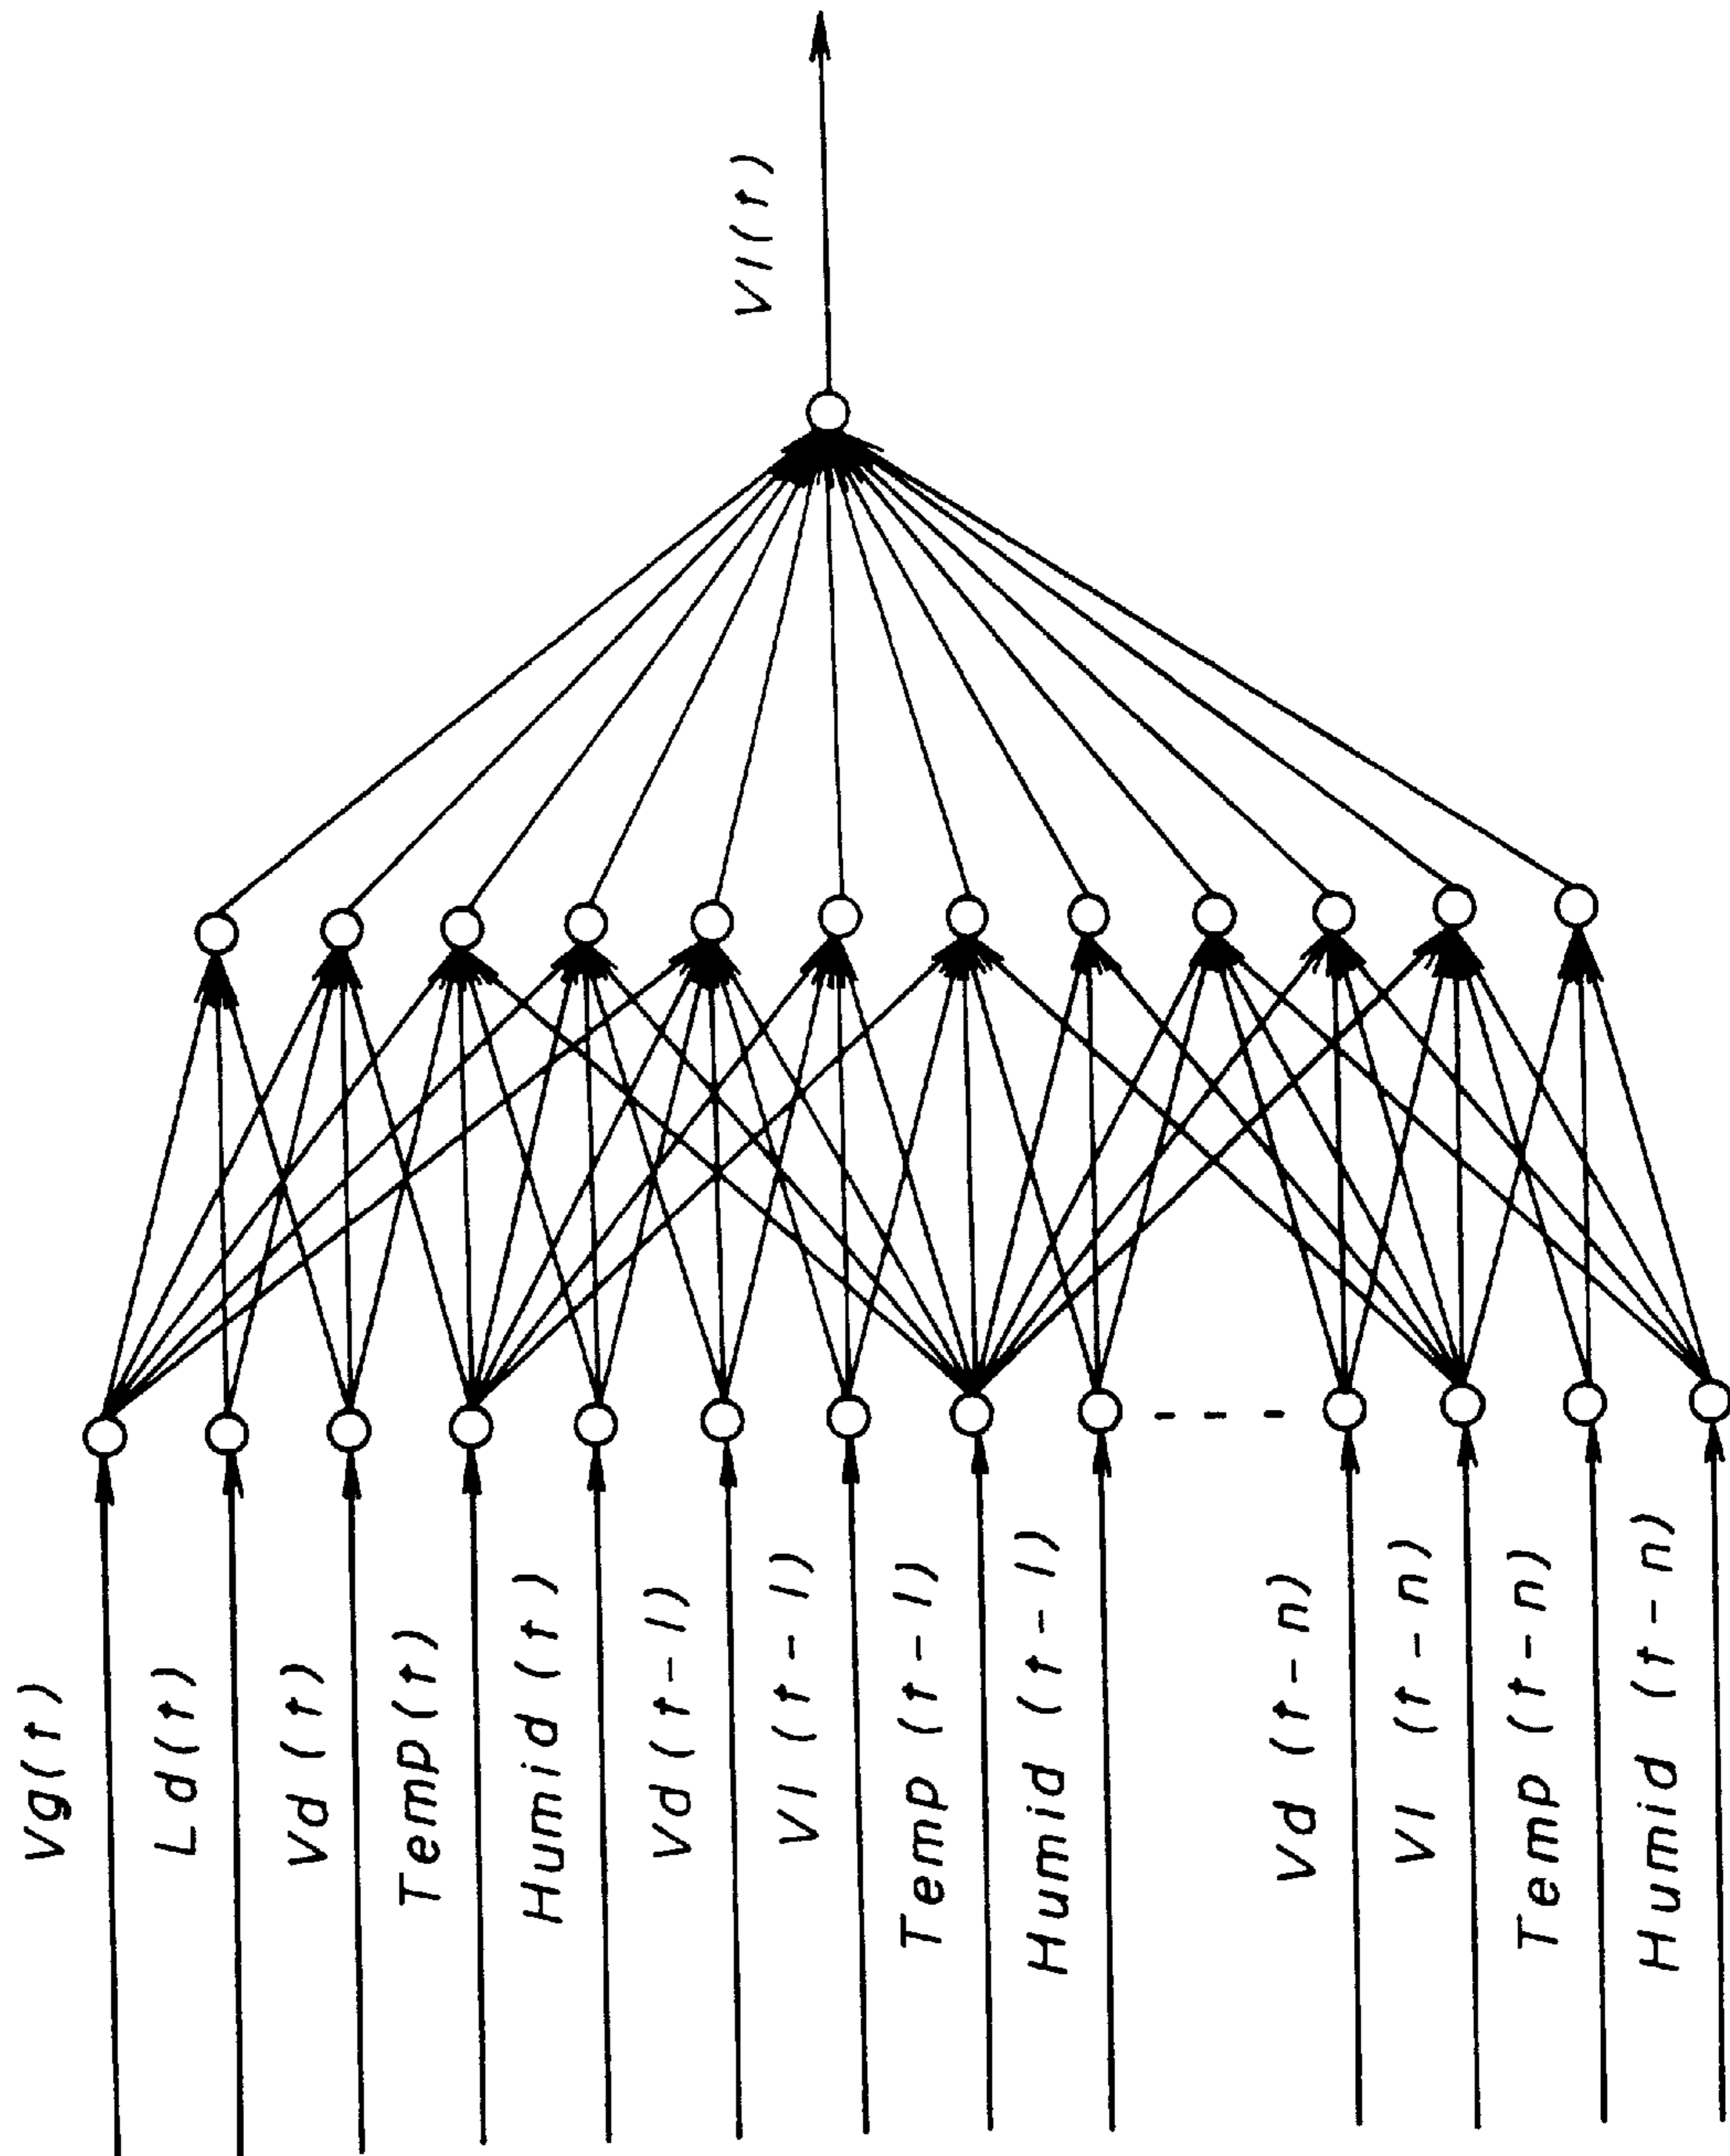 Vl(t)
Vg(t)
Ld(t)
Vd(t)
Temp(t)
Humid(t)
Vd(t-1)
Vl(t-1)
Temp(t-1)
Humid(t-1)
Vd(t-n)
Vl(t-n)
Temp(t-n)
Humid(t-n)